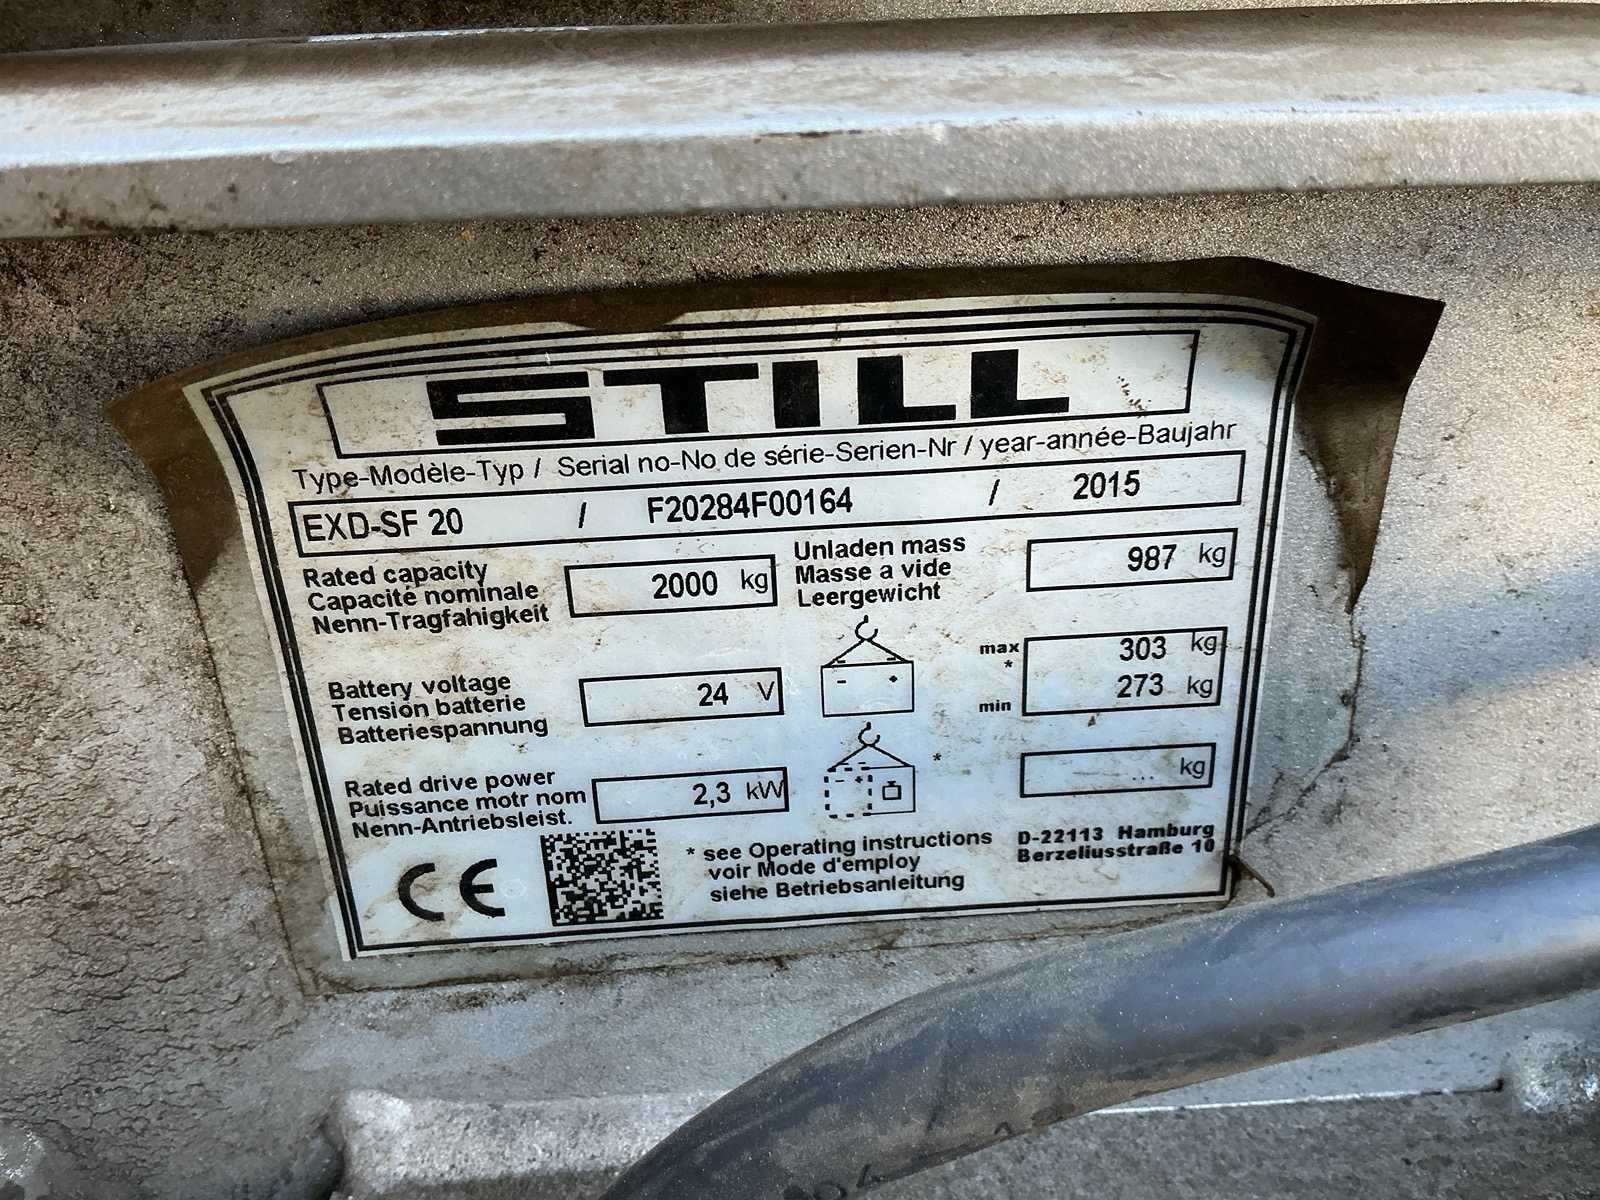 STILL
Type-Modèle-Typ / Serial no-No de série-Serien-Nr / year-année-Baujahr
EXD-SF 20 / F20284F00164 / 2015
Rated capacity
Capacité nominale
Nenn-Tragfahigkeit
2000 kg
Unladen mass
Masse a vide
Leergewicht
987 kg
Battery voltage
Tension batterie
Batteriespannung
24 V
- +
max 303 kg
*
min 273 kg
Rated drive power
Puissance motr nom
Nenn-Antriebsleist.
2,3 kW
- +
*
... kg
CE
* see Operating instructions
voir Mode d'employ
siehe Betriebsanleitung
D-22113 Hamburg
Berzeliusstraße 10